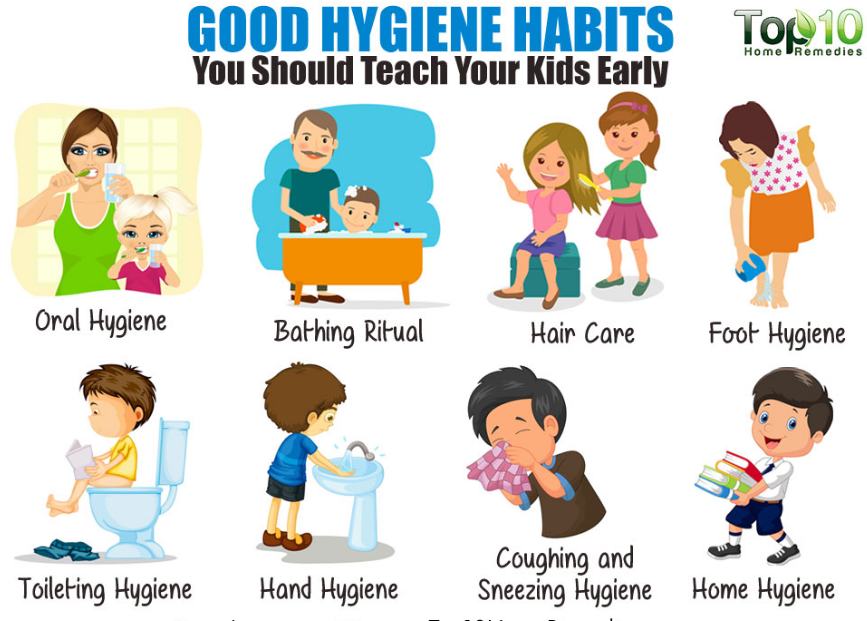 GOOD HYGIENE HABITS
You Should Teach Your Kids Early
Top10
Home Remedies
Oral Hygiene
Bathing Ritual
Hair Care
Foot Hygiene
Toileting Hygiene
Hand Hygiene
Coughing and
Sneezing Hygiene
Home Hygiene